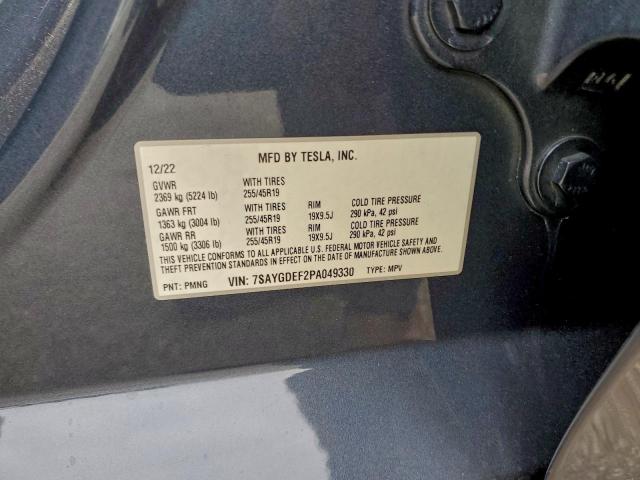 MFD BY TESLA, INC.
12/22
GVWR WITH TIRES
2369 kg (5224 lb) 255/45R19
GAWR FRT WITH TIRES RIM COLD TIRE PRESSURE
1363 kg (3004 lb) 255/45R19 19X9.5J 290 kPa, 42 psi
GAWR RR WITH TIRES RIM COLD TIRE PRESSURE
1500 kg (3306 lb) 255/45R19 19X9.5J 290 kPa, 42 psi
THIS VEHICLE CONFORMS TO ALL APPLICABLE U.S. FEDERAL MOTOR VEHICLE SAFETY AND
THEFT PREVENTION STANDARDS IN EFFECT ON THE DATE OF MANUFACTURE SHOWN ABOVE.
PNT: PMNG VIN: 7SAYGDEF2PA049330 TYPE: MPV